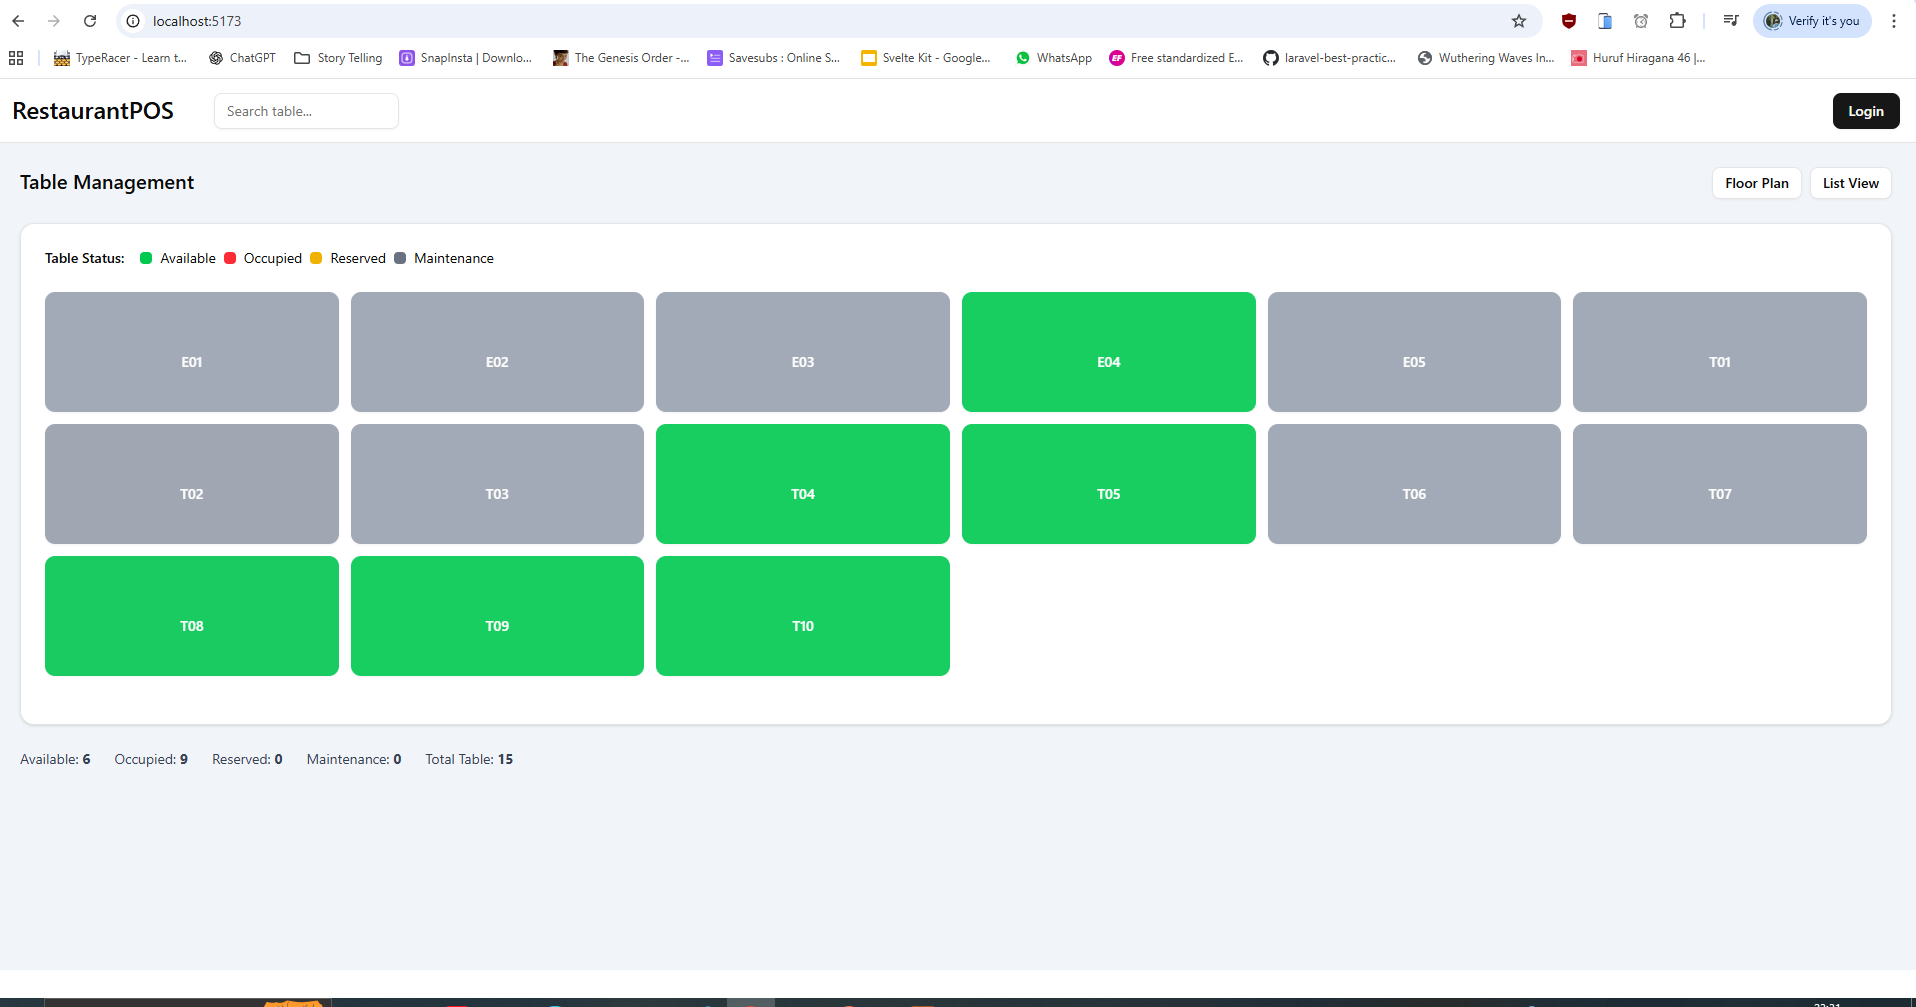 localhost:5173
Verify it's you
TypeRacer - Learn t...
ChatGPT
Story Telling
SnapInsta | Downlo...
The Genesis Order -...
Savesubs : Online S...
Svelte Kit - Google...
WhatsApp
EF
Free standardized E...
laravel-best-practic...
Wuthering Waves In...
Huruf Hiragana 46 |...
RestaurantPOS
Search table...
Login
Table Management
Floor Plan
List View
Table Status: Available Occupied Reserved Maintenance
E01
E02
E03
E04
E05
T01
T02
T03
T04
T05
T06
T07
T08
T09
T10
Available: 6 Occupied: 9 Reserved: 0 Maintenance: 0 Total Table: 15